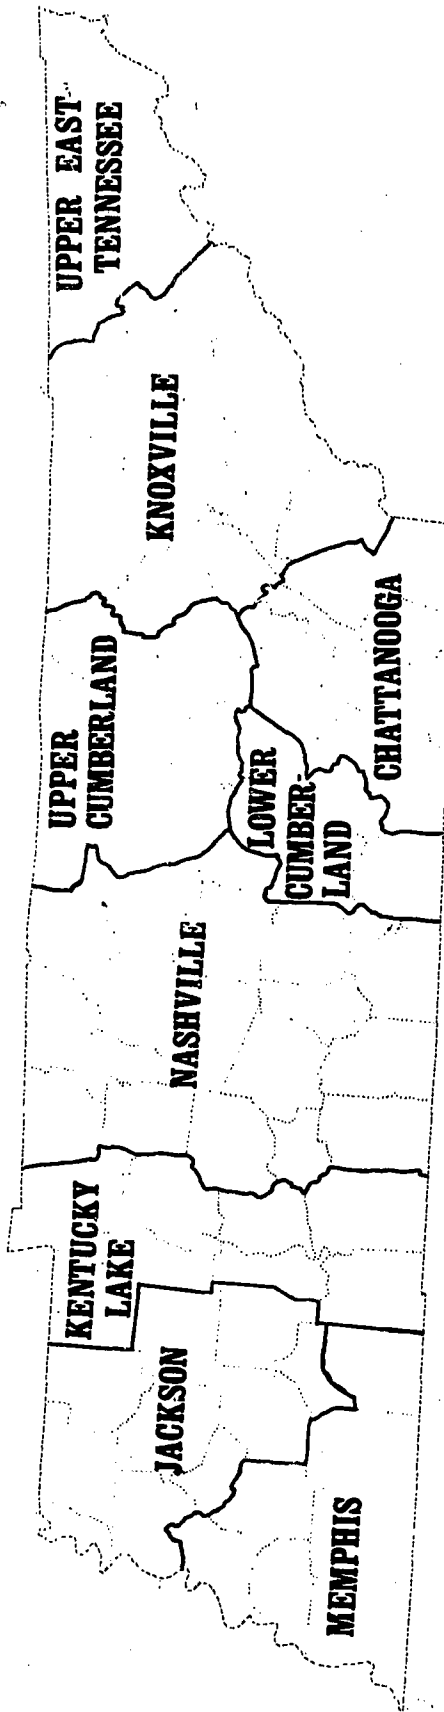 UPPER EAST
TENNESSEE
KNOXVILLE
UPPER
CUMBERLAND
LOWER
CUMBER-
LAND
CHATTANOOGA
NASHVILLE
KENTUCKY
LAKE
JACKSON
MEMPHIS